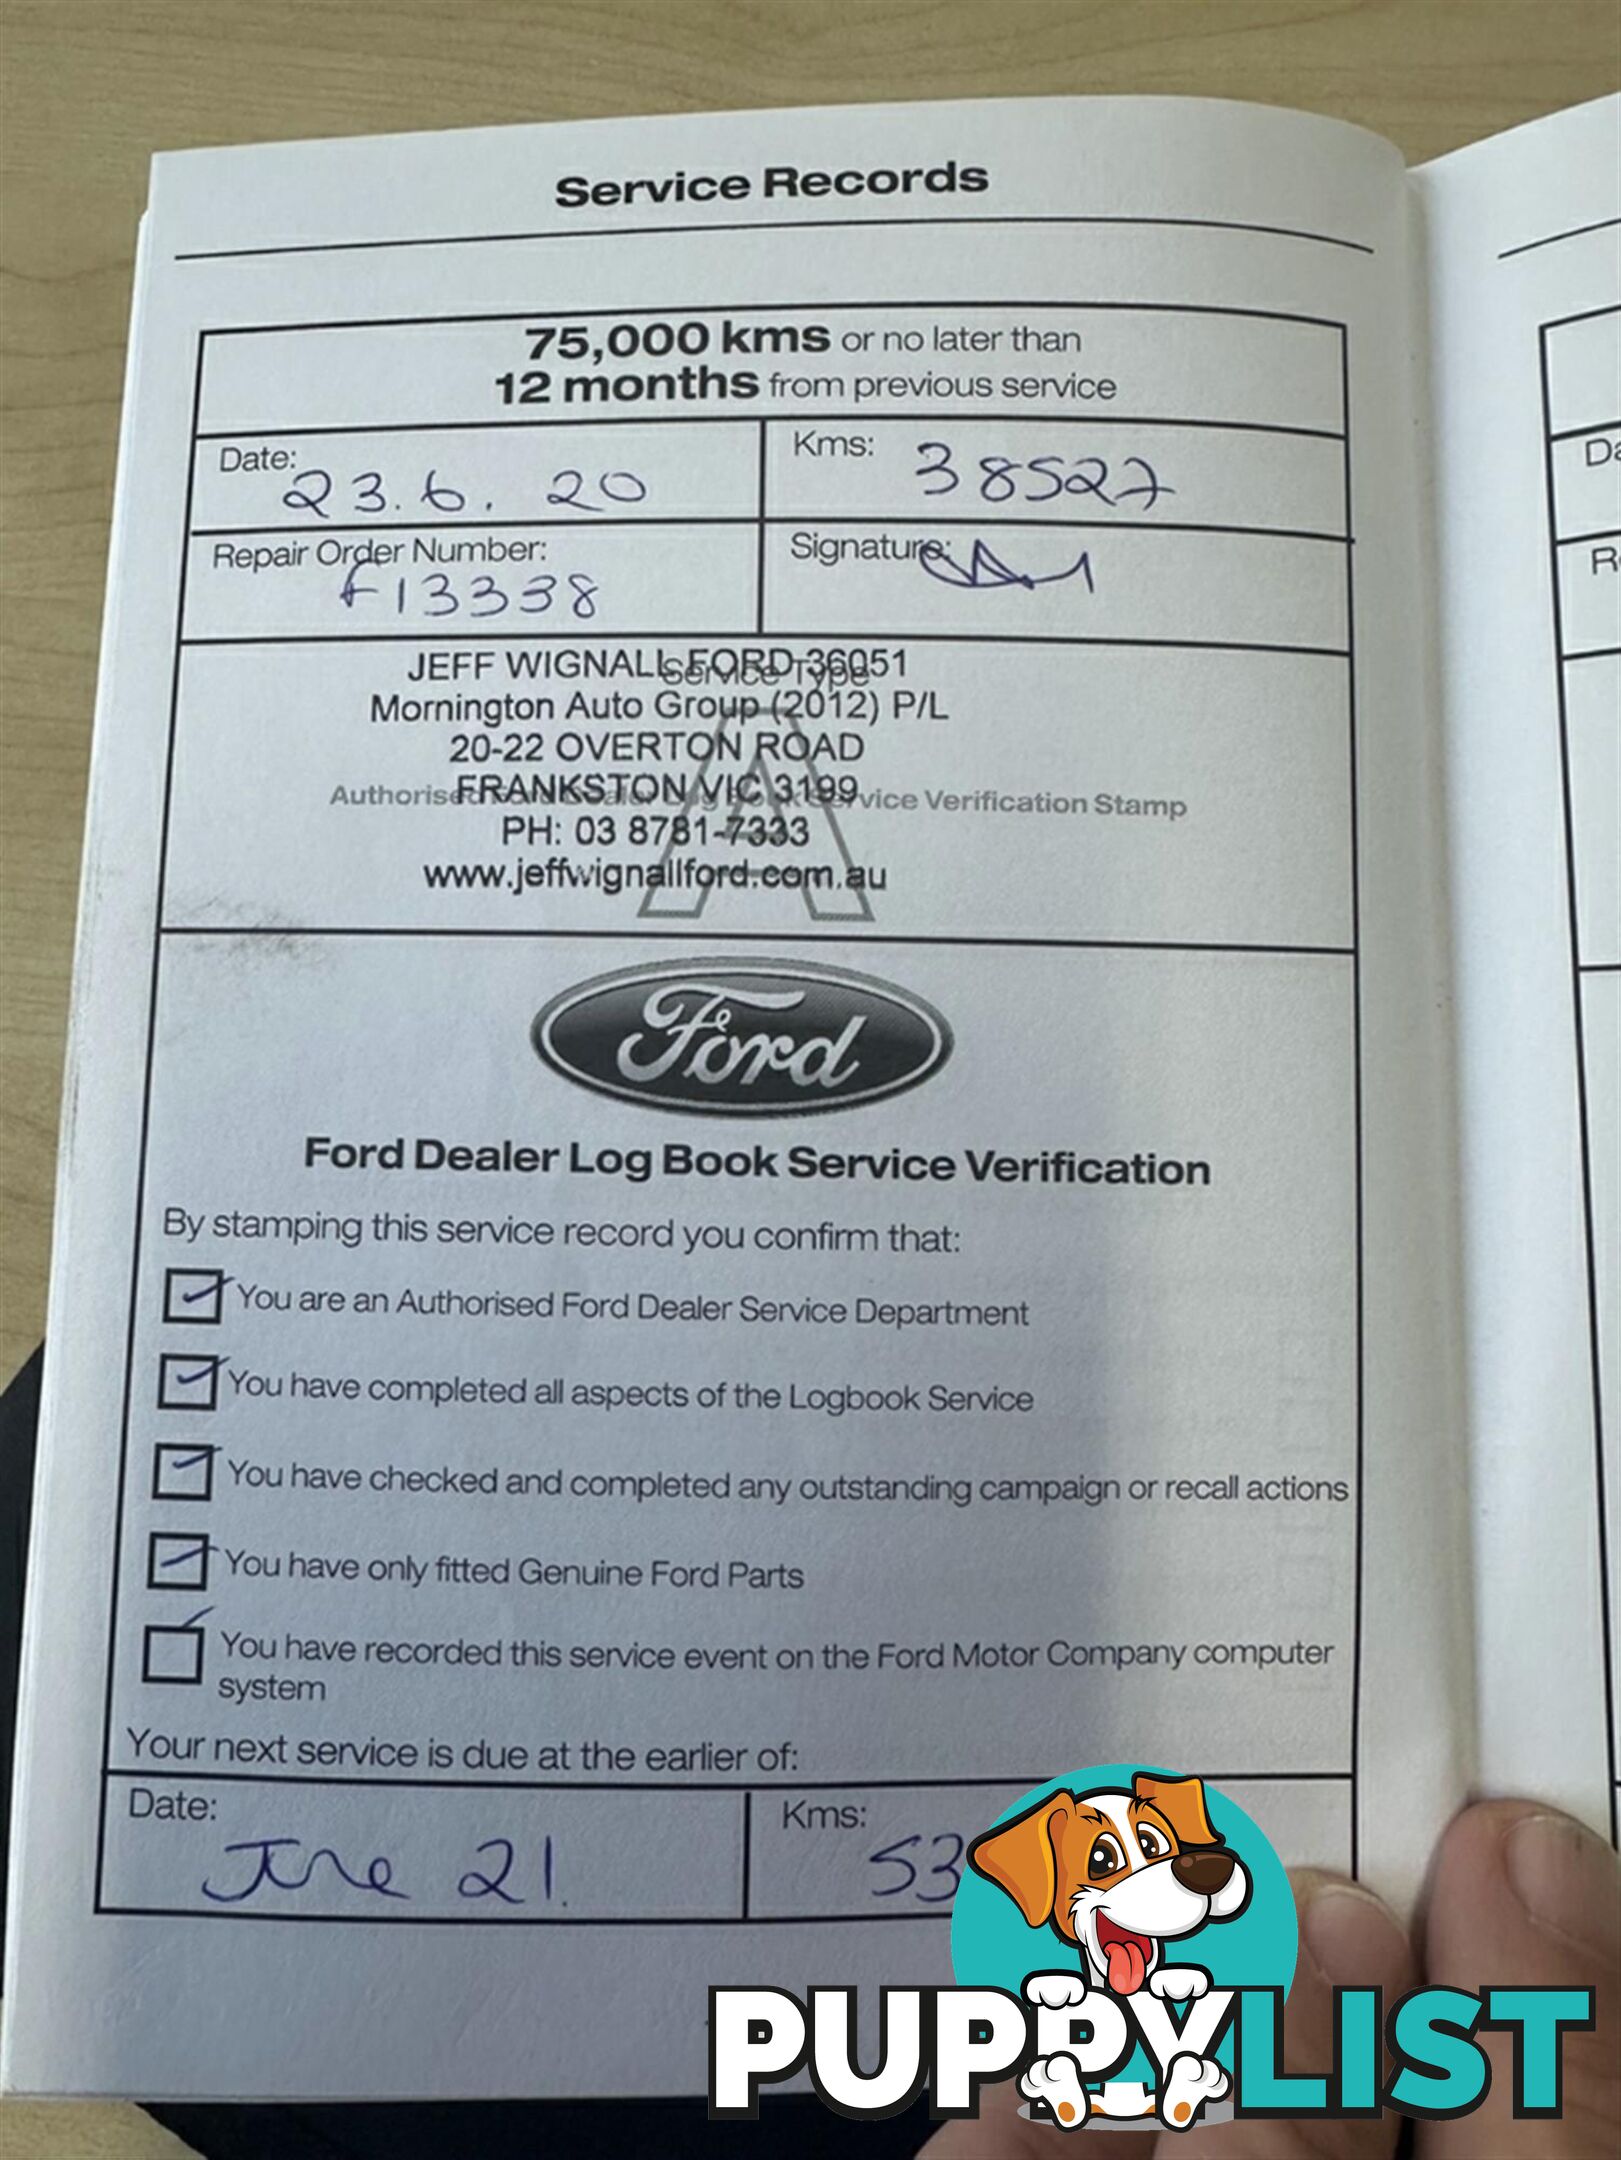 Service Records
75,000 kms or no later than
12 months from previous service
Date: 23.6.20
Kms: 38527
Repair Order Number: F13338
Signature:
Service Type
JEFF WIGNALL FORD 36051
Mornington Auto Group (2012) P/L
20-22 OVERTON ROAD
FRANKSTON VIC 3199
PH: 03 8781-7333
www.jeffwignallford.com.au
A
Service Verification Stamp
Ford
Ford Dealer Log Book Service Verification
By stamping this service record you confirm that:
You are an Authorised Ford Dealer Service Department
You have completed all aspects of the Logbook Service
You have checked and completed any outstanding campaign or recall actions
You have only fitted Genuine Ford Parts
You have recorded this service event on the Ford Motor Company computer
system
Your next service is due at the earlier of:
Date: June 21.
Kms: 53
PUPPYLIST